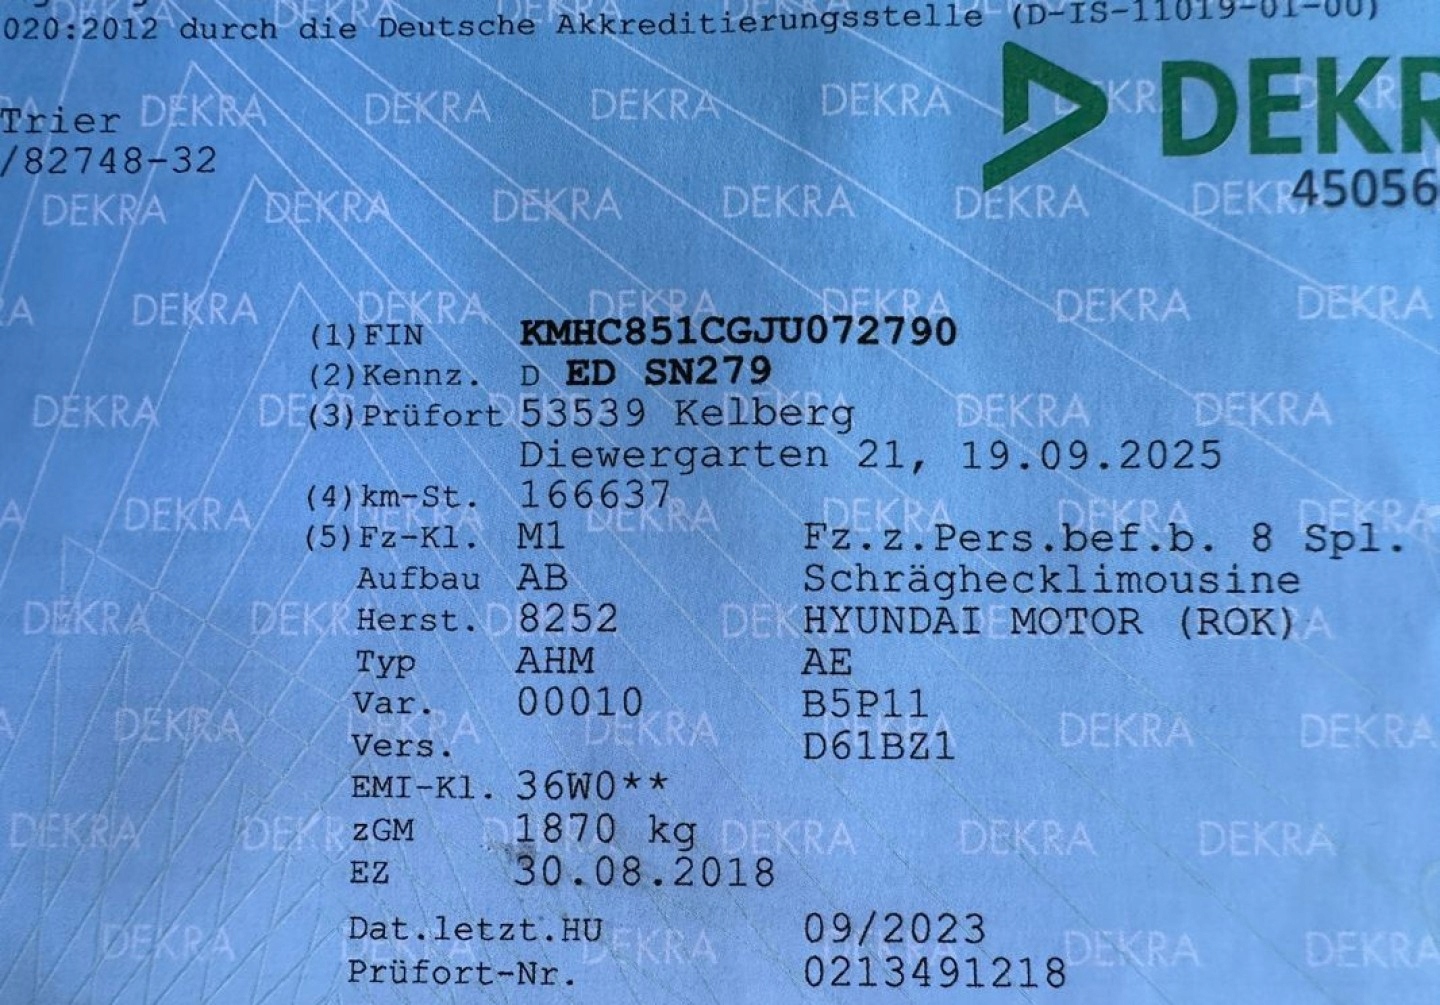 020:2012 durch die Deutsche Akkreditierungsstelle (D-IS-11019-01-00)
Trier
/82748-32
DEKR
45056
(1)FIN KMHC851CGJU072790
(2)Kennz. D ED SN279
(3)Prüfort 53539 Kelberg
Diewergarten 21, 19.09.2025
(4)km-St. 166637
(5)Fz-Kl. M1 Fz.z.Pers.bef.b. 8 Spl.
Aufbau AB Schräghecklimousine
Herst. 8252 HYUNDAI MOTOR (ROK)
Typ AHM AE
Var. 00010 B5P11
Vers. D61BZ1
EMI-Kl. 36W0**
zGM 1870 kg
EZ 30.08.2018
Dat.letzt.HU 09/2023
Prüfort-Nr. 0213491218